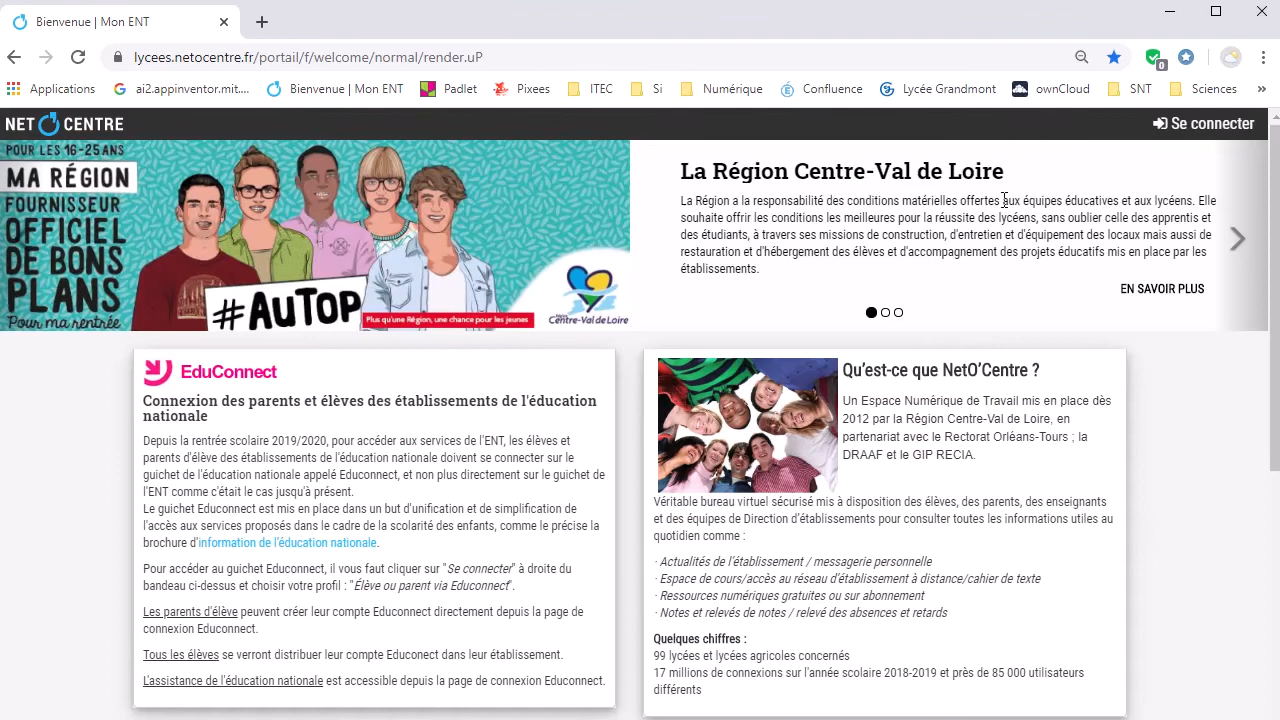 Bienvenue | Mon ENT
lycees.netocentre.fr/portail/f/welcome/normal/render.uP
0
Applications
ai2.appinventor.mit....
Bienvenue | Mon ENT
Padlet
Pixees
ITEC
Si
Numérique
Confluence
Lycée Grandmont
ownCloud
SNT
Sciences
»
NET O CENTRE
Se connecter
POUR LES 16-25 ANS
MA RÉGION
FOURNISSEUR
OFFICIEL
DE BONS
PLANS
Pour ma rentrée
#AUTOP
Plus qu'une Région, une chance pour les jeunes
Région
Centre-Val de Loire
La Région Centre-Val de Loire
La Région a la responsabilité des conditions matérielles offertes aux équipes éducatives et aux lycéens. Elle
souhaite offrir les conditions les meilleures pour la réussite des lycéens, sans oublier celle des apprentis et
des étudiants, à travers ses missions de construction, d'entretien et d'équipement des locaux mais aussi de
restauration et d'hébergement des élèves et d'accompagnement des projets éducatifs mis en place par les
établissements.
EN SAVOIR PLUS
EduConnect
Connexion des parents et élèves des établissements de l'éducation
nationale
Depuis la rentrée scolaire 2019/2020, pour accéder aux services de l'ENT, les élèves et
parents d'élève des établissements de l'éducation nationale doivent se connecter sur le
guichet de l'éducation nationale appelé Educonnect, et non plus directement sur le guichet de
l'ENT comme c'était le cas jusqu'à présent.
Le guichet Educonnect est mis en place dans un but d'unification et de simplification de
l'accès aux services proposés dans le cadre de la scolarité des enfants, comme le précise la
brochure d'information de l'éducation nationale.
Pour accéder au guichet Educonnect, il vous faut cliquer sur "Se connecter" à droite du
bandeau ci-dessus et choisir votre profil : "Élève ou parent via Educonnect".
Les parents d'élève peuvent créer leur compte Educonnect directement depuis la page de
connexion Educonnect.
Tous les élèves se verront distribuer leur compte Educonect dans leur établissement.
L'assistance de l'éducation nationale est accessible depuis la page de connexion Educonnect.
Qu'est-ce que NetO'Centre ?
Un Espace Numérique de Travail mis en place dès
2012 par la Région Centre-Val de Loire, en
partenariat avec le Rectorat Orléans-Tours ; la
DRAAF et le GIP RECIA.
Véritable bureau virtuel sécurisé mis à disposition des élèves, des parents, des enseignants
et des équipes de Direction d'établissements pour consulter toutes les informations utiles au
quotidien comme :
· Actualités de l'établissement / messagerie personnelle
· Espace de cours/accès au réseau d'établissement à distance/cahier de texte
· Ressources numériques gratuites ou sur abonnement
· Notes et relevés de notes / relevé des absences et retards
Quelques chiffres :
99 lycées et lycées agricoles concernés
17 millions de connexions sur l'année scolaire 2018-2019 et près de 85 000 utilisateurs
différents